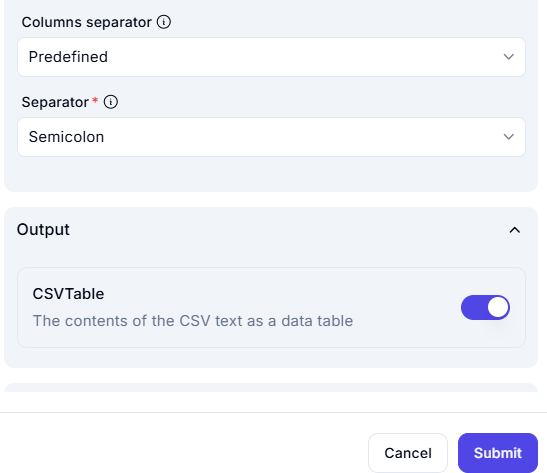 Columns separator
Predefined
Separator *
Semicolon
Output
CSVTable
The contents of the CSV text as a data table
Cancel Submit